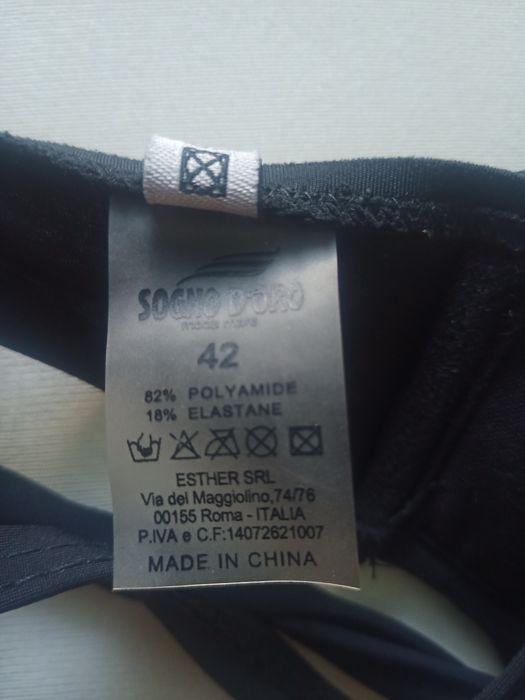 SOGNO D'ORO
moda mare
42
82% POLYAMIDE
18% ELASTANE
ESTHER SRL
Via del Maggiolino,74/76
00155 Roma - ITALIA
P.IVA e C.F:14072621007
MADE IN CHINA